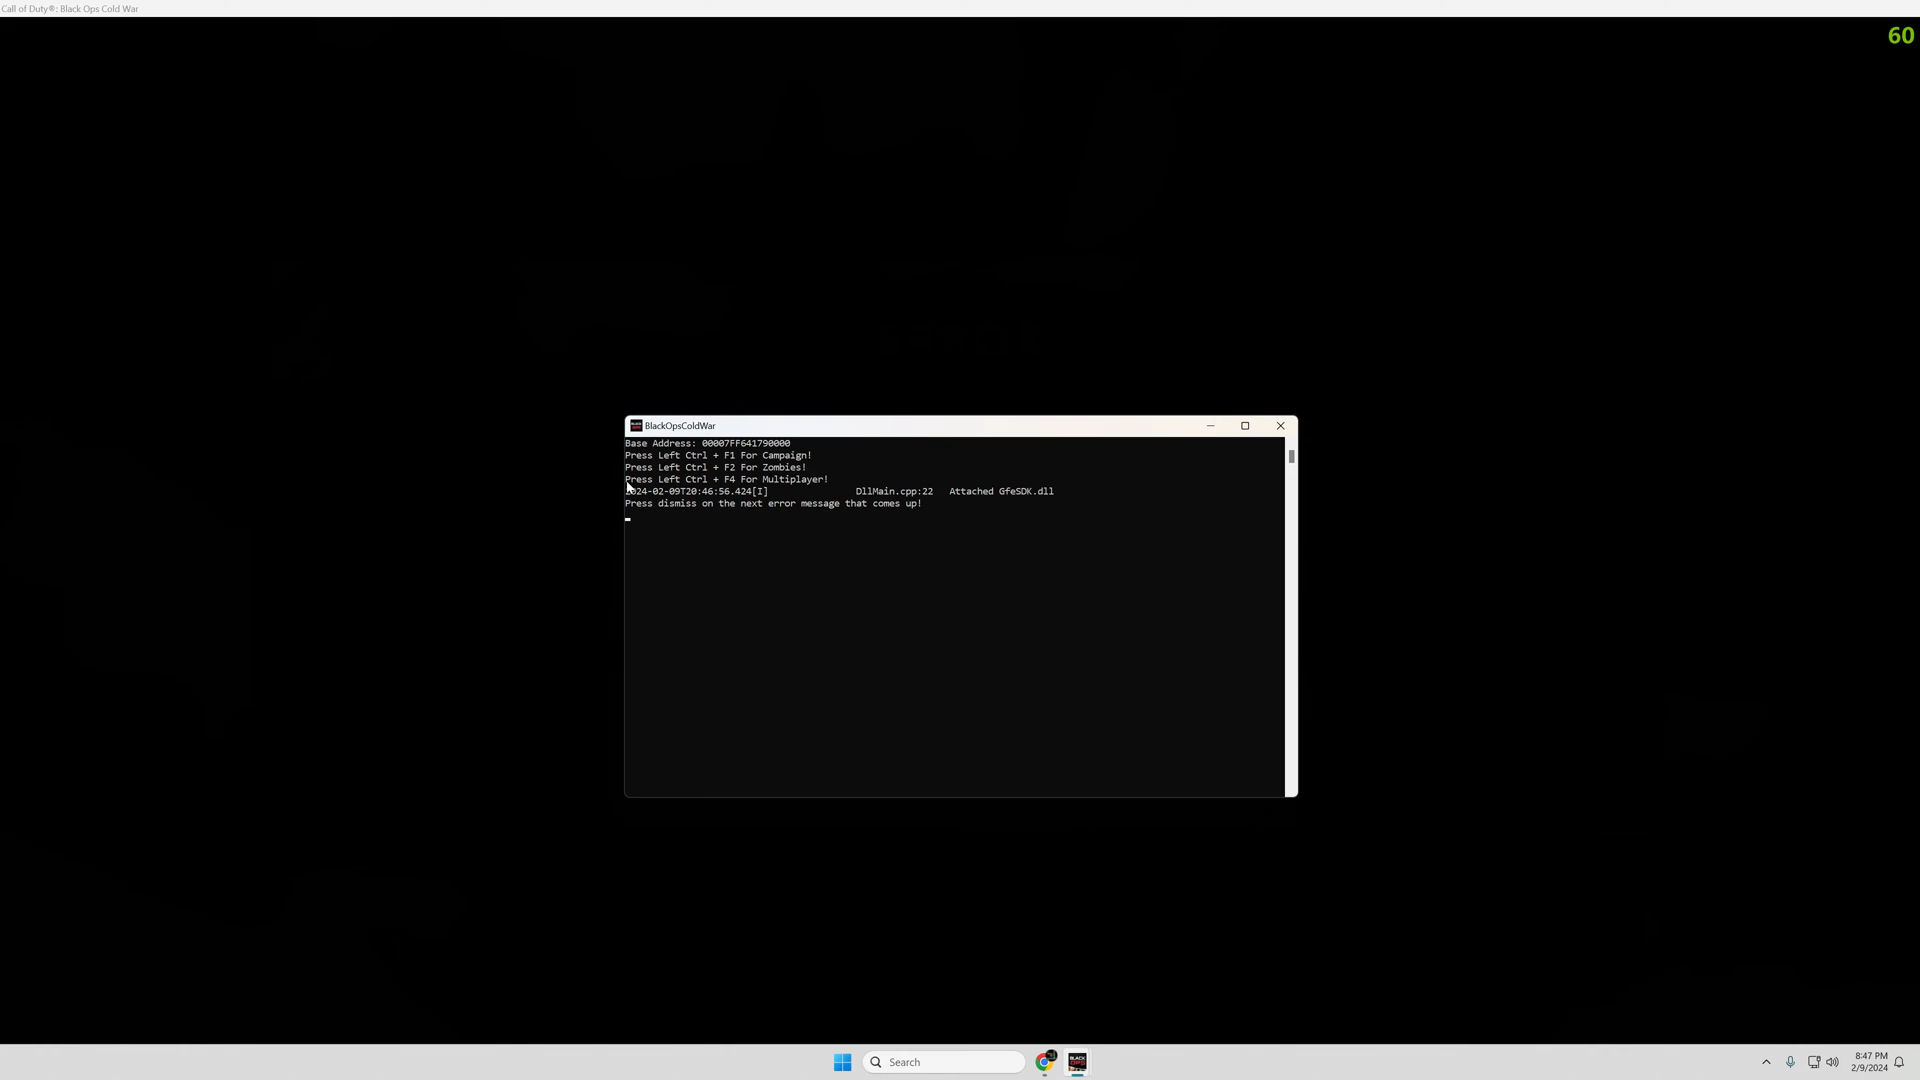 Call of Duty®: Black Ops Cold War
60
BlackOpsColdWar
Base Address: 00007FF641790000
Press Left Ctrl + F1 For Campaign!
Press Left Ctrl + F2 For Zombies!
Press Left Ctrl + F4 For Multiplayer!
2024-02-09T20:46:56.424[I] DllMain.cpp:22 Attached GfeSDK.dll
Press dismiss on the next error message that comes up!
Search
BLACK OPS
8:47 PM
2/9/2024